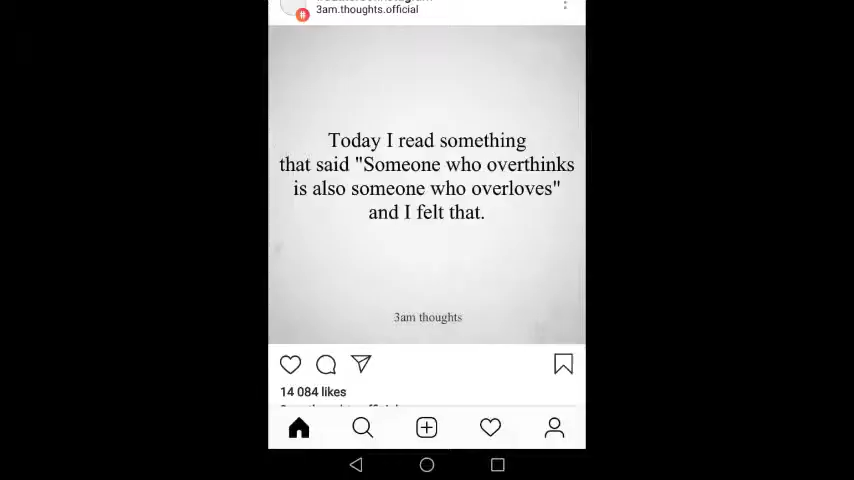 3am.thoughts.official
Today I read something
that said "Someone who overthinks
is also someone who overloves"
and I felt that.
3am thoughts
14 084 likes